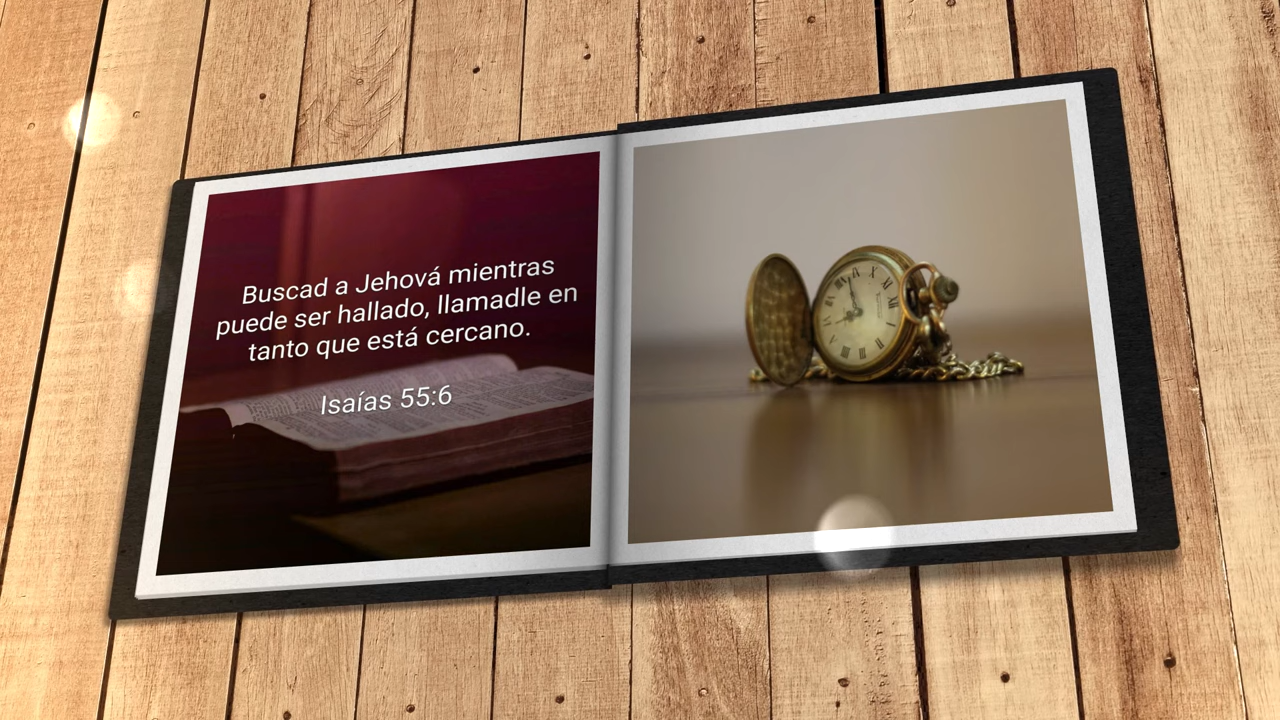 Buscad a Jehová mientras
puede ser hallado, llamadle en
tanto que está cercano.
Isaías 55:6